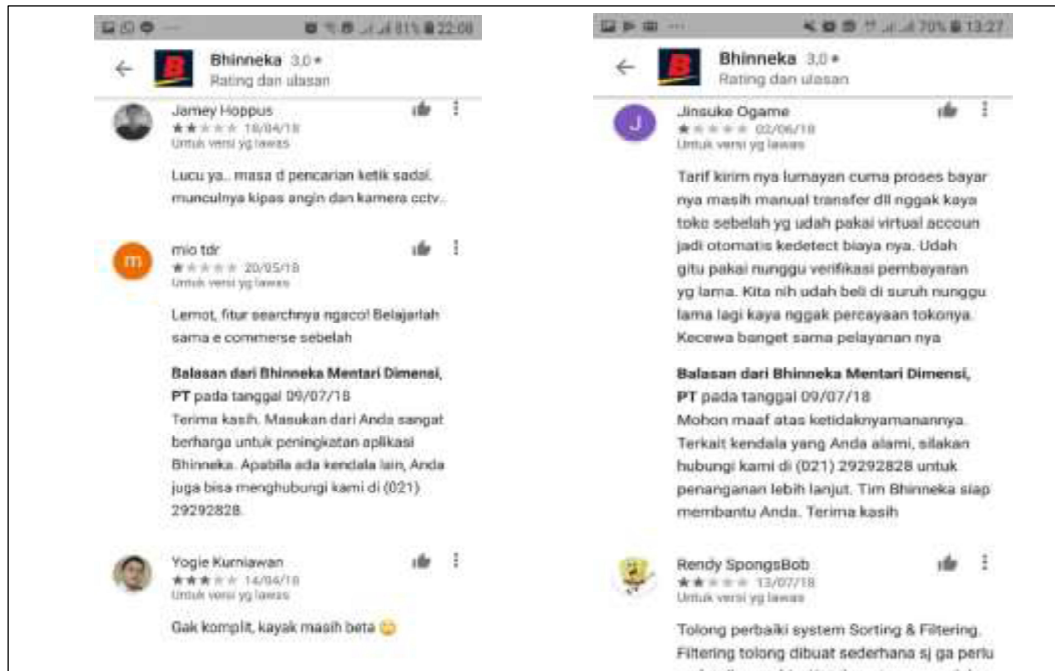 81% 22:08
Bhinneka 3,0 ★
Rating dan ulasan
Jamey Hoppus
★★★★★ 18/04/18
Untuk versi yg lawas
Lucu ya.. masa d pencarian ketik sadal.
munculnya kipas angin dan kamera cctv..
m
mio tdr
★★★★★ 20/05/18
Untuk versi yg lawas
Lemot, fitur searchnya ngaco! Belajarlah
sama e commerse sebelah
Balasan dari Bhinneka Mentari Dimensi,
PT pada tanggal 09/07/18
Terima kasih. Masukan dari Anda sangat
berharga untuk peningkatan aplikasi
Bhinneka. Apabila ada kendala lain, Anda
juga bisa menghubungi kami di (021)
29292828.
Yogie Kurniawan
★★★★★ 14/04/18
Untuk versi yg lawas
Gak komplit, kayak masih beta 🙄
70% 13:27
Bhinneka 3,0 ★
Rating dan ulasan
J
Jinsuke Ogame
★★★★★ 02/06/18
Untuk versi yg lawas
Tarif kirim nya lumayan cuma proses bayar
nya masih manual transfer dll nggak kaya
toko sebelah yg udah pakai virtual accoun
jadi otomatis kedetect biaya nya. Udah
gitu pakai nunggu verifikasi pembayaran
yg lama. Kita nih udah beli di suruh nunggu
lama lagi kaya nggak percayaan tokonya.
Kecewa banget sama pelayanan nya
Balasan dari Bhinneka Mentari Dimensi,
PT pada tanggal 09/07/18
Mohon maaf atas ketidaknyamanannya.
Terkait kendala yang Anda alami, silakan
hubungi kami di (021) 29292828 untuk
penanganan lebih lanjut. Tim Bhinneka siap
membantu Anda. Terima kasih
Rendy SpongsBob
★★★★★ 13/07/18
Untuk versi yg lawas
Tolong perbaiki system Sorting & Filtering.
Filtering tolong dibuat sederhana sj ga perlu